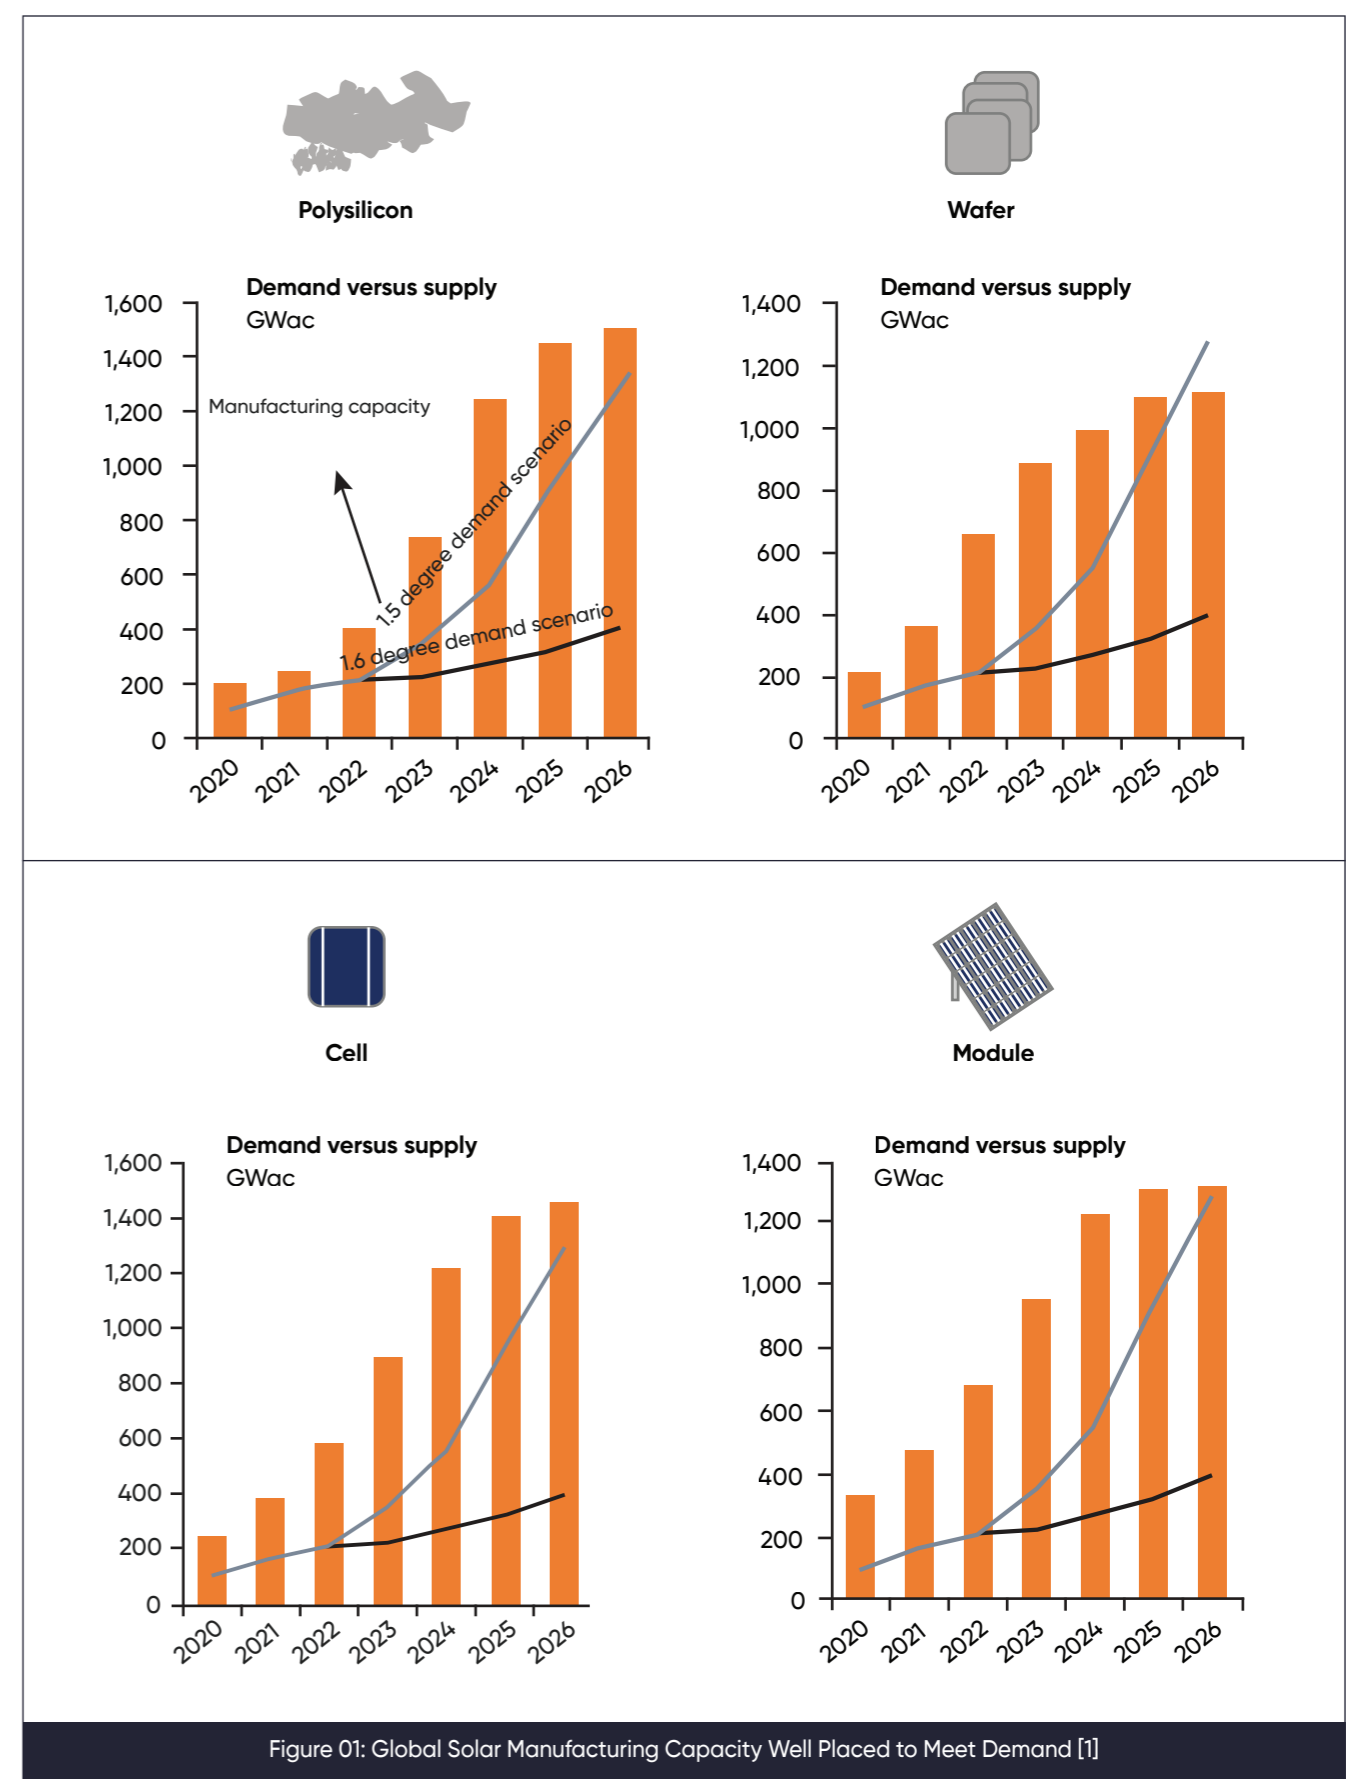 Polysilicon
Demand versus supply
GWac
1,600
1,400
1,200
1,000
800
600
400
200
0
Manufacturing capacity
1.5 degree demand scenario
1.6 degree demand scenario
2020 2021 2022 2023 2024 2025 2026
Wafer
Demand versus supply
GWac
1,400
1,200
1,000
800
600
400
200
0
2020 2021 2022 2023 2024 2025 2026
Cell
Demand versus supply
GWac
1,600
1,400
1,200
1,000
800
600
400
200
0
2020 2021 2022 2023 2024 2025 2026
Module
Demand versus supply
GWac
1,400
1,200
1,000
800
600
400
200
0
2020 2021 2022 2023 2024 2025 2026
Figure 01: Global Solar Manufacturing Capacity Well Placed to Meet Demand [1]